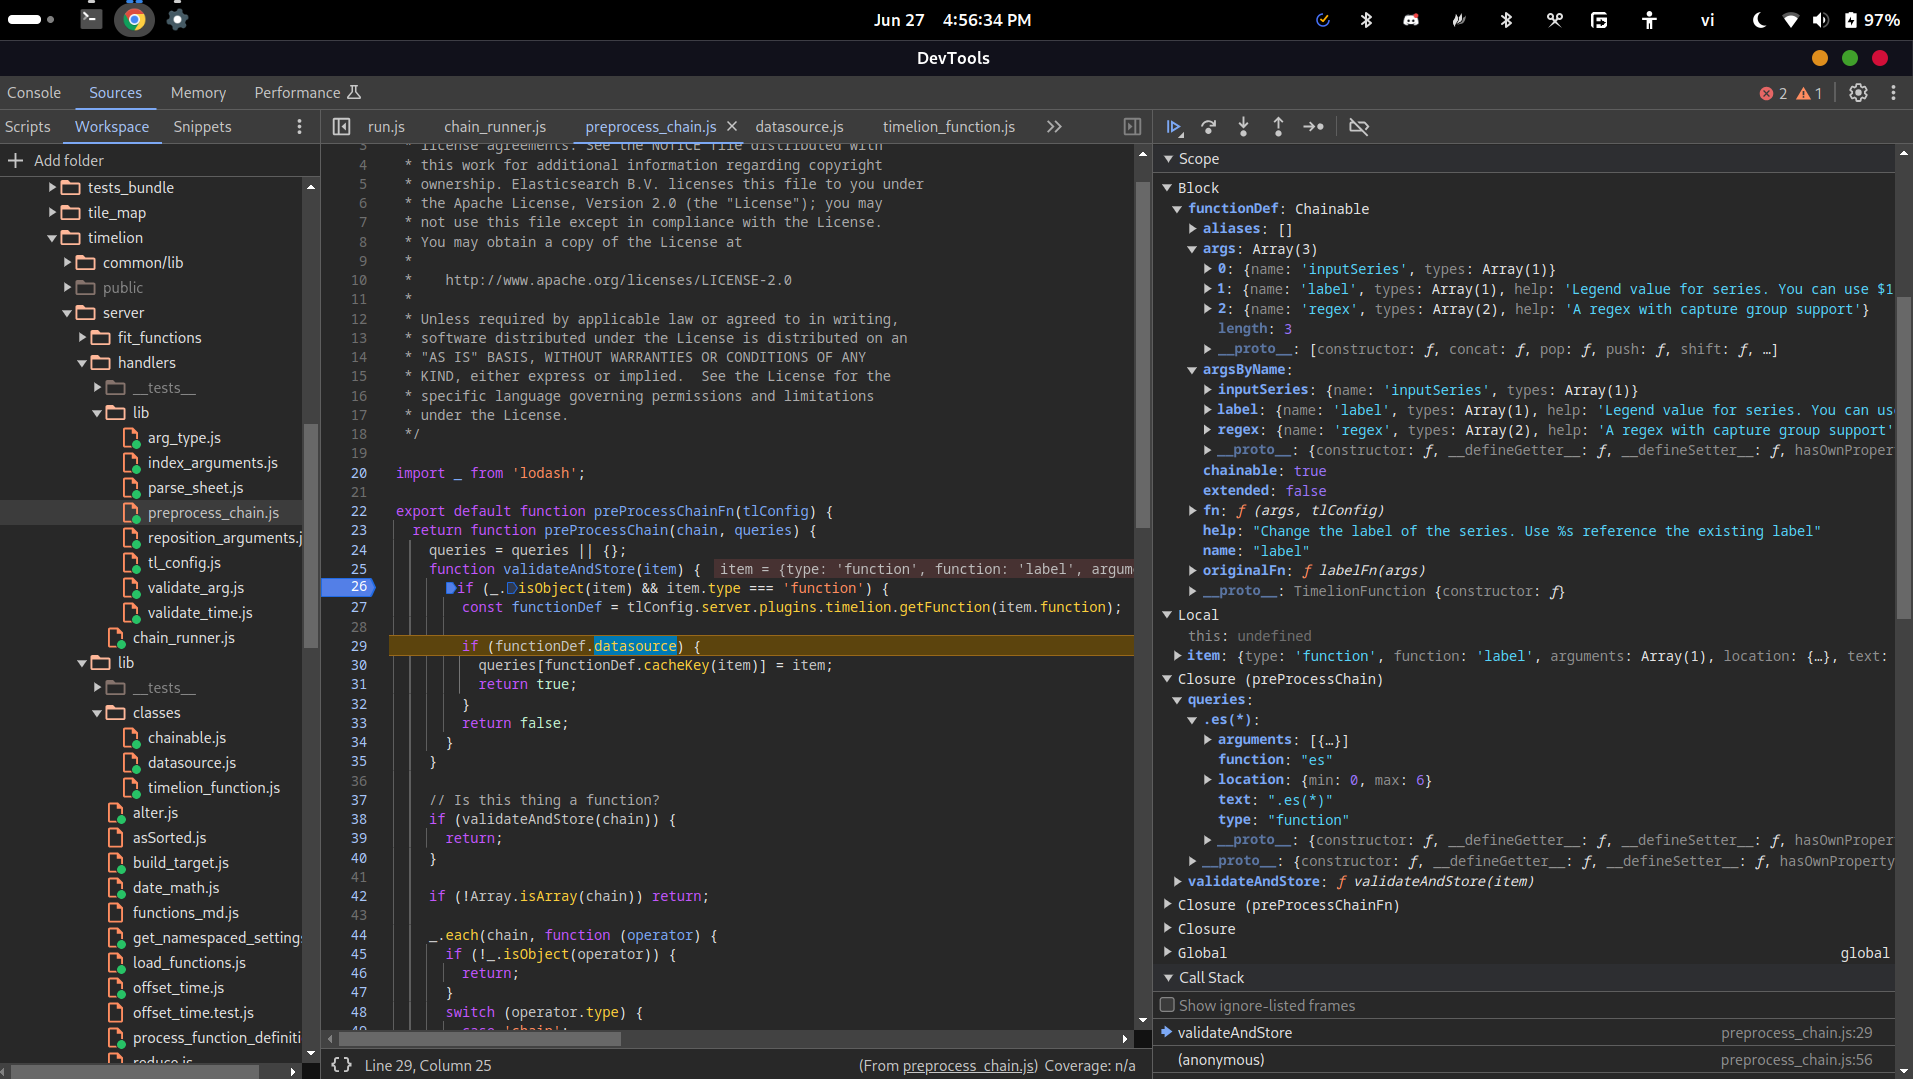 Jun 27 4:56:34 PM
vi
97%
DevTools
Console Sources Memory Performance
2 1
Scripts Workspace Snippets
run.js chain_runner.js preprocess_chain.js × datasource.js timelion_function.js
Add folder
tests_bundle
tile_map
timelion
common/lib
public
server
fit_functions
handlers
__tests__
lib
arg_type.js
index_arguments.js
parse_sheet.js
preprocess_chain.js
reposition_arguments.j
tl_config.js
validate_arg.js
validate_time.js
chain_runner.js
lib
__tests__
classes
chainable.js
datasource.js
timelion_function.js
alter.js
asSorted.js
build_target.js
date_math.js
functions_md.js
get_namespaced_setting
load_functions.js
offset_time.js
offset_time.test.js
process_function_definiti
reduce.js
3 * license agreements. See the NOTICE file distributed with
4 * this work for additional information regarding copyright
5 * ownership. Elasticsearch B.V. licenses this file to you under
6 * the Apache License, Version 2.0 (the "License"); you may
7 * not use this file except in compliance with the License.
8 * You may obtain a copy of the License at
9 *
10 *    http://www.apache.org/licenses/LICENSE-2.0
11 *
12 * Unless required by applicable law or agreed to in writing,
13 * software distributed under the License is distributed on an
14 * "AS IS" BASIS, WITHOUT WARRANTIES OR CONDITIONS OF ANY
15 * KIND, either express or implied.  See the License for the
16 * specific language governing permissions and limitations
17 * under the License.
18 */
19
20 import _ from 'lodash';
21
22 export default function preProcessChainFn(tlConfig) {
23   return function preProcessChain(chain, queries) {
24     queries = queries || {};
25     function validateAndStore(item) { item = {type: 'function', function: 'label', argume
26       if (_.isObject(item) && item.type === 'function') {
27         const functionDef = tlConfig.server.plugins.timelion.getFunction(item.function);
28
29         if (functionDef.datasource) {
30           queries[functionDef.cacheKey(item)] = item;
31           return true;
32         }
33         return false;
34       }
35     }
36
37     // Is this thing a function?
38     if (validateAndStore(chain)) {
39       return;
40     }
41
42     if (!Array.isArray(chain)) return;
43
44     _.each(chain, function (operator) {
45       if (!_.isObject(operator)) {
46         return;
47       }
48       switch (operator.type) {
49         case 'chain':
{} Line 29, Column 25 (From preprocess_chain.js) Coverage: n/a
Scope
Block
functionDef: Chainable
aliases: []
args: Array(3)
0: {name: 'inputSeries', types: Array(1)}
1: {name: 'label', types: Array(1), help: 'Legend value for series. You can use $1
2: {name: 'regex', types: Array(2), help: 'A regex with capture group support'}
length: 3
__proto__: [constructor: ƒ, concat: ƒ, pop: ƒ, push: ƒ, shift: ƒ, …]
argsByName:
inputSeries: {name: 'inputSeries', types: Array(1)}
label: {name: 'label', types: Array(1), help: 'Legend value for series. You can us
regex: {name: 'regex', types: Array(2), help: 'A regex with capture group support'
__proto__: {constructor: ƒ, __defineGetter__: ƒ, __defineSetter__: ƒ, hasOwnProper
chainable: true
extended: false
fn: ƒ (args, tlConfig)
help: "Change the label of the series. Use %s reference the existing label"
name: "label"
originalFn: ƒ labelFn(args)
__proto__: TimelionFunction {constructor: ƒ}
Local
this: undefined
item: {type: 'function', function: 'label', arguments: Array(1), location: {…}, text:
Closure (preProcessChain)
queries:
.es(*):
arguments: [{…}]
function: "es"
location: {min: 0, max: 6}
text: ".es(*)"
type: "function"
__proto__: {constructor: ƒ, __defineGetter__: ƒ, __defineSetter__: ƒ, hasOwnProper
__proto__: {constructor: ƒ, __defineGetter__: ƒ, __defineSetter__: ƒ, hasOwnProperty
validateAndStore: ƒ validateAndStore(item)
Closure (preProcessChainFn)
Closure
Global global
Call Stack
Show ignore-listed frames
validateAndStore preprocess_chain.js:29
(anonymous) preprocess_chain.js:56